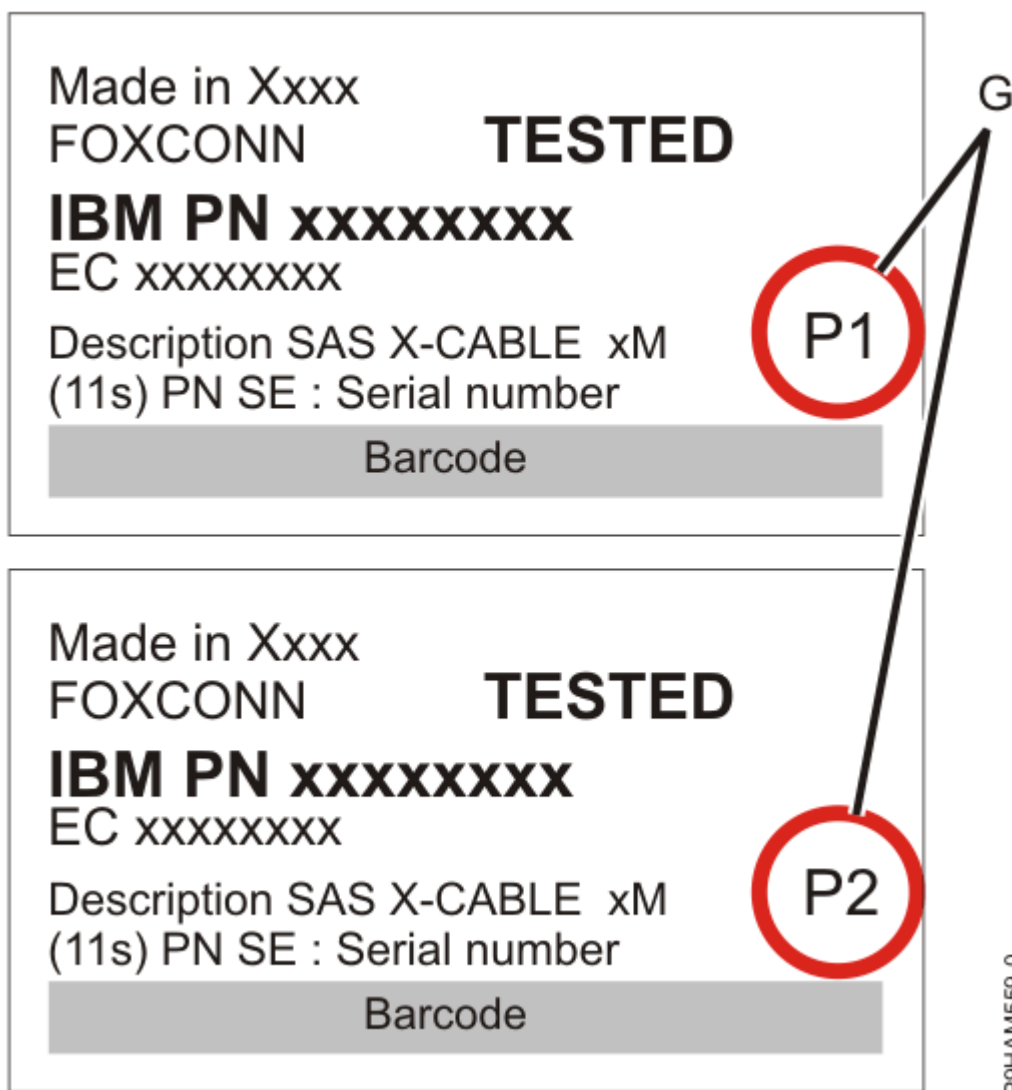 G
Made in Xxxx
FOXCONN TESTED
IBM PN xxxxxxxx
EC xxxxxxxx
P1
Description SAS X-CABLE xM
(11s) PN SE : Serial number
Barcode
Made in Xxxx
FOXCONN TESTED
IBM PN xxxxxxxx
EC xxxxxxxx
P2
Description SAS X-CABLE xM
(11s) PN SE : Serial number
Barcode